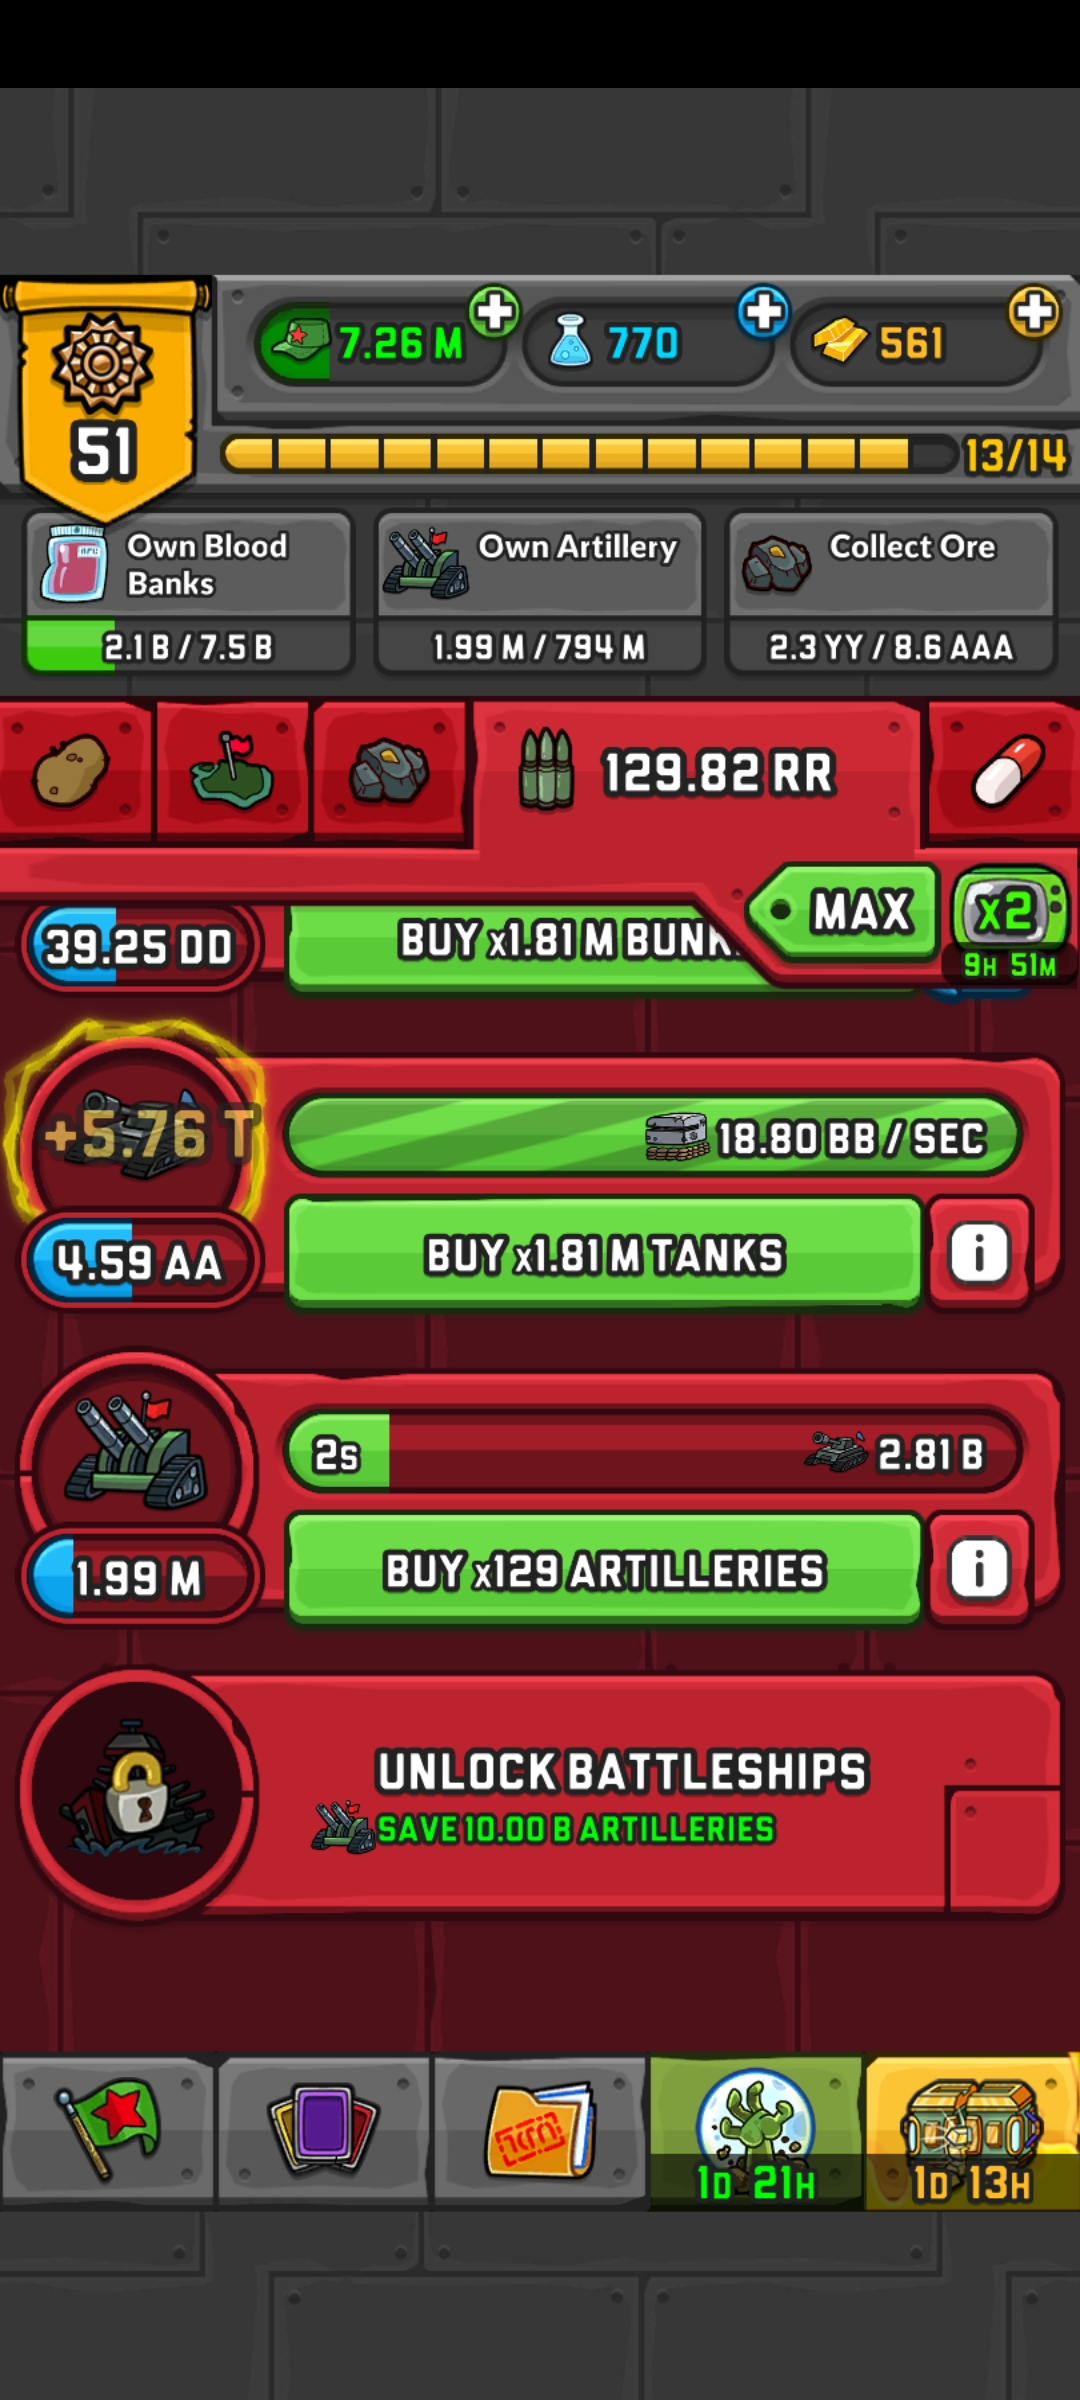 7.26 M
770
561
51
13/14
Own Blood
Banks
2.1 B / 7.5 B
Own Artillery
1.99 M / 794 M
Collect Ore
2.3 YY / 8.6 AAA
129.82 RR
MAX
x2
9H 51M
39.25 DD
BUY x1.81 M BUNK
+5.76 T
18.80 BB / SEC
4.59 AA
BUY x1.81 M TANKS
i
2s
2.81 B
1.99 M
BUY x129 ARTILLERIES
i
UNLOCK BATTLESHIPS
SAVE 10.00 B ARTILLERIES
1D 21H
1D 13H